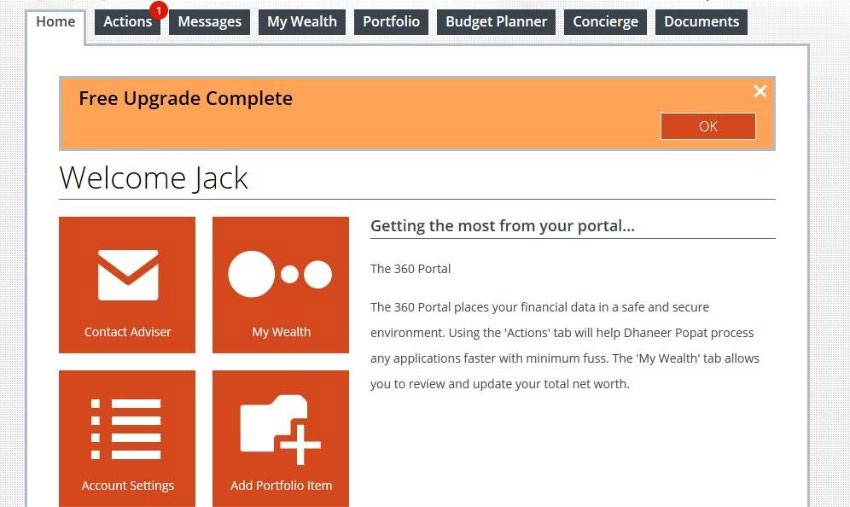 Home
Actions
1
Messages
My Wealth
Portfolio
Budget Planner
Concierge
Documents
Free Upgrade Complete
OK
Welcome Jack
Contact Adviser
My Wealth
Getting the most from your portal...
The 360 Portal
The 360 Portal places your financial data in a safe and secure
environment. Using the 'Actions' tab will help Dhaneer Popat process
any applications faster with minimum fuss. The 'My Wealth' tab allows
you to review and update your total net worth.
Account Settings
Add Portfolio Item